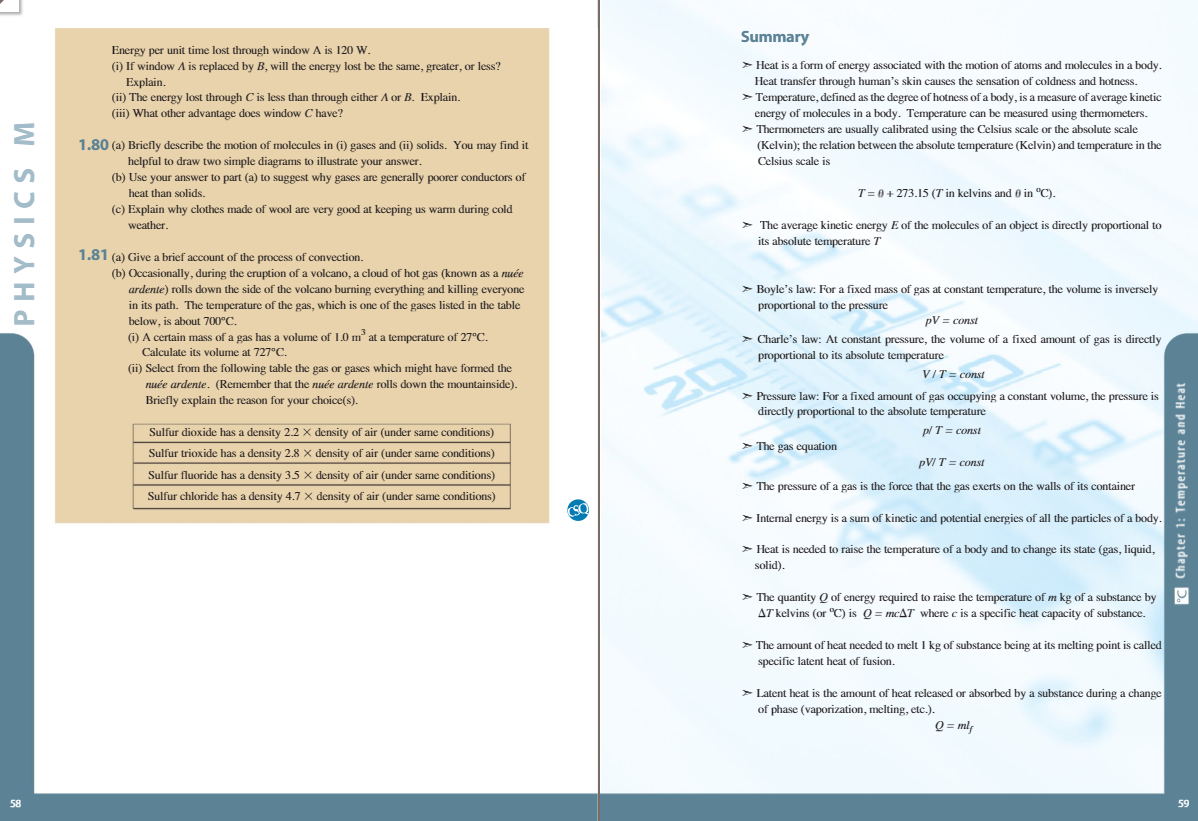 Energy per unit time lost through window A is 120 W.
(i) If window A is replaced by B, will the energy lost be the same, greater, or less?
Explain.
(ii) The energy lost through C is less than through either A or B. Explain.
(iii) What other advantage does window C have?
1.80 (a) Briefly describe the motion of molecules in (i) gases and (ii) solids. You may find it
helpful to draw two simple diagrams to illustrate your answer.
(b) Use your answer to part (a) to suggest why gases are generally poorer conductors of
heat than solids.
(c) Explain why clothes made of wool are very good at keeping us warm during cold
weather.
1.81 (a) Give a brief account of the process of convection.
(b) Occasionally, during the eruption of a volcano, a cloud of hot gas (known as a nuée
ardente) rolls down the side of the volcano burning everything and killing everyone
in its path. The temperature of the gas, which is one of the gases listed in the table
below, is about 700°C.
(i) A certain mass of a gas has a volume of 1.0 m³ at a temperature of 27°C.
Calculate its volume at 727°C.
(ii) Select from the following table the gas or gases which might have formed the
nuée ardente. (Remember that the nuée ardente rolls down the mountainside).
Briefly explain the reason for your choice(s).
Sulfur dioxide has a density 2.2 × density of air (under same conditions)
Sulfur trioxide has a density 2.8 × density of air (under same conditions)
Sulfur fluoride has a density 3.5 × density of air (under same conditions)
Sulfur chloride has a density 4.7 × density of air (under same conditions)
CSQ
PHYSICS M
58
Summary
➣ Heat is a form of energy associated with the motion of atoms and molecules in a body.
Heat transfer through human's skin causes the sensation of coldness and hotness.
➣ Temperature, defined as the degree of hotness of a body, is a measure of average kinetic
energy of molecules in a body. Temperature can be measured using thermometers.
➣ Thermometers are usually calibrated using the Celsius scale or the absolute scale
(Kelvin); the relation between the absolute temperature (Kelvin) and temperature in the
Celsius scale is
T = θ + 273.15 (T in kelvins and θ in ºC).
➣ The average kinetic energy E of the molecules of an object is directly proportional to
its absolute temperature T
➣ Boyle's law: For a fixed mass of gas at constant temperature, the volume is inversely
proportional to the pressure
pV = const
➣ Charle's law: At constant pressure, the volume of a fixed amount of gas is directly
proportional to its absolute temperature
V / T = const
➣ Pressure law: For a fixed amount of gas occupying a constant volume, the pressure is
directly proportional to the absolute temperature
p/ T = const
➣ The gas equation
pV/ T = const
➣ The pressure of a gas is the force that the gas exerts on the walls of its container
➣ Internal energy is a sum of kinetic and potential energies of all the particles of a body.
➣ Heat is needed to raise the temperature of a body and to change its state (gas, liquid,
solid).
➣ The quantity Q of energy required to raise the temperature of m kg of a substance by
ΔT kelvins (or ºC) is Q = mcΔT where c is a specific heat capacity of substance.
➣ The amount of heat needed to melt 1 kg of substance being at its melting point is called
specific latent heat of fusion.
➣ Latent heat is the amount of heat released or absorbed by a substance during a change
of phase (vaporization, melting, etc.).
Q = ml_f
°C Chapter 1: Temperature and Heat
59